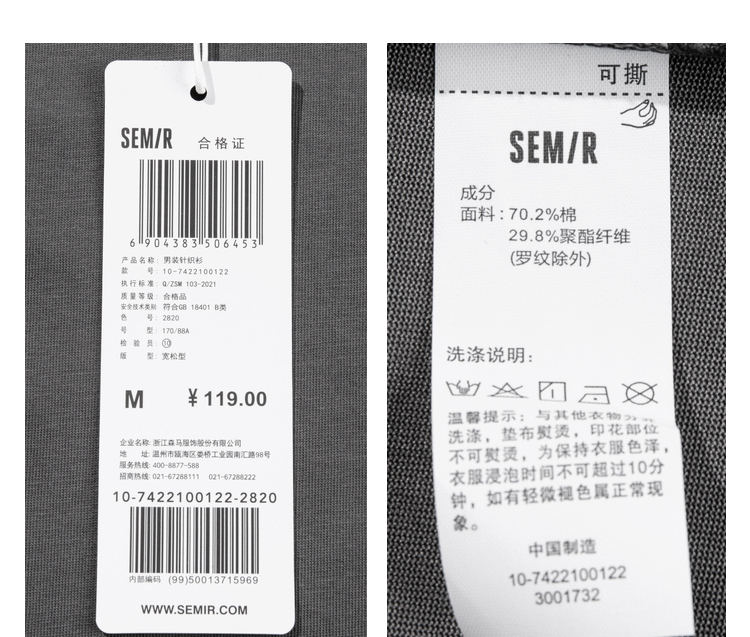 SEMIR 合格证
6 904383 506453
产品名称: 男装针织衫
款 号: 10-7422100122
执行标准: Q/ZSM 103-2021
质量等级: 合格品
安全技术类别: 符合GB 18401 B类
色 号: 2820
号 型: 170/88A
检 验 员: 10
版 型: 宽松型
M ¥119.00
企业名称: 浙江森马服饰股份有限公司
地 址: 温州市瓯海区娄桥工业园南汇路98号
服务热线: 400-8877-588
招商热线: 021-67288111 021-67288222
10-7422100122-2820
内部编码 (99)50013715969
WWW.SEMIR.COM
可撕
SEMIR
成分
面料:70.2%棉
29.8%聚酯纤维
(罗纹除外)
洗涤说明:
温馨提示: 与其他衣物分
洗涤, 垫布熨烫, 印花部位
不可熨烫, 为保持衣服色泽,
衣服浸泡时间不可超过10分
钟, 如有轻微褪色属正常现
象。
中国制造
10-7422100122
3001732